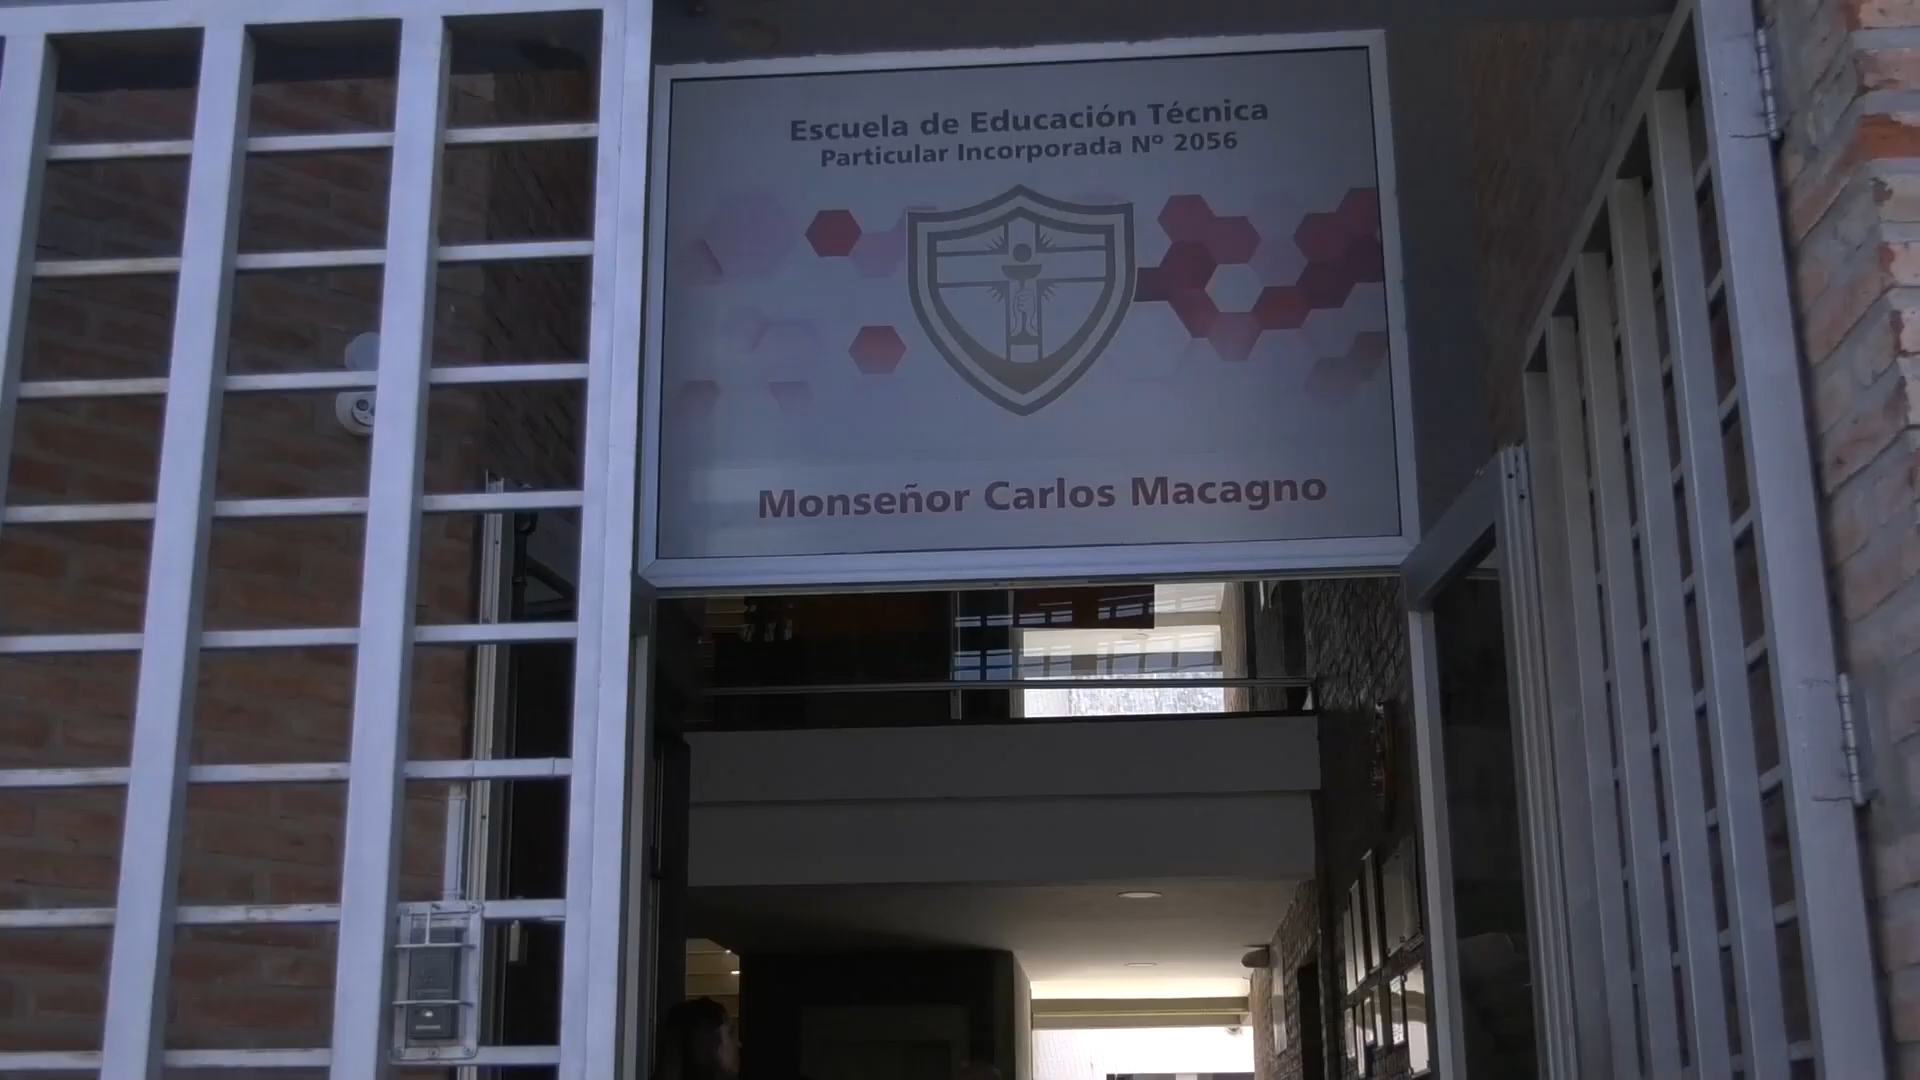 Escuela de Educación Técnica
Particular Incorporada Nº 2056
Monseñor Carlos Macagno